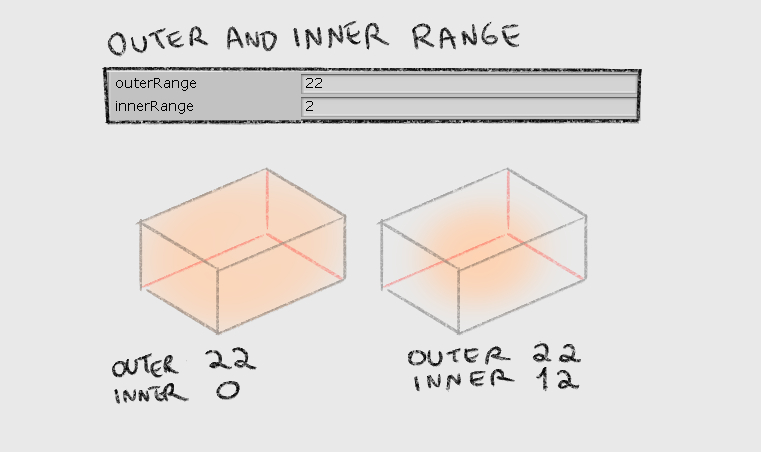 OUTER AND INNER RANGE
outerRange 22
innerRange 2
OUTER 22
INNER 0
OUTER 22
INNER 12